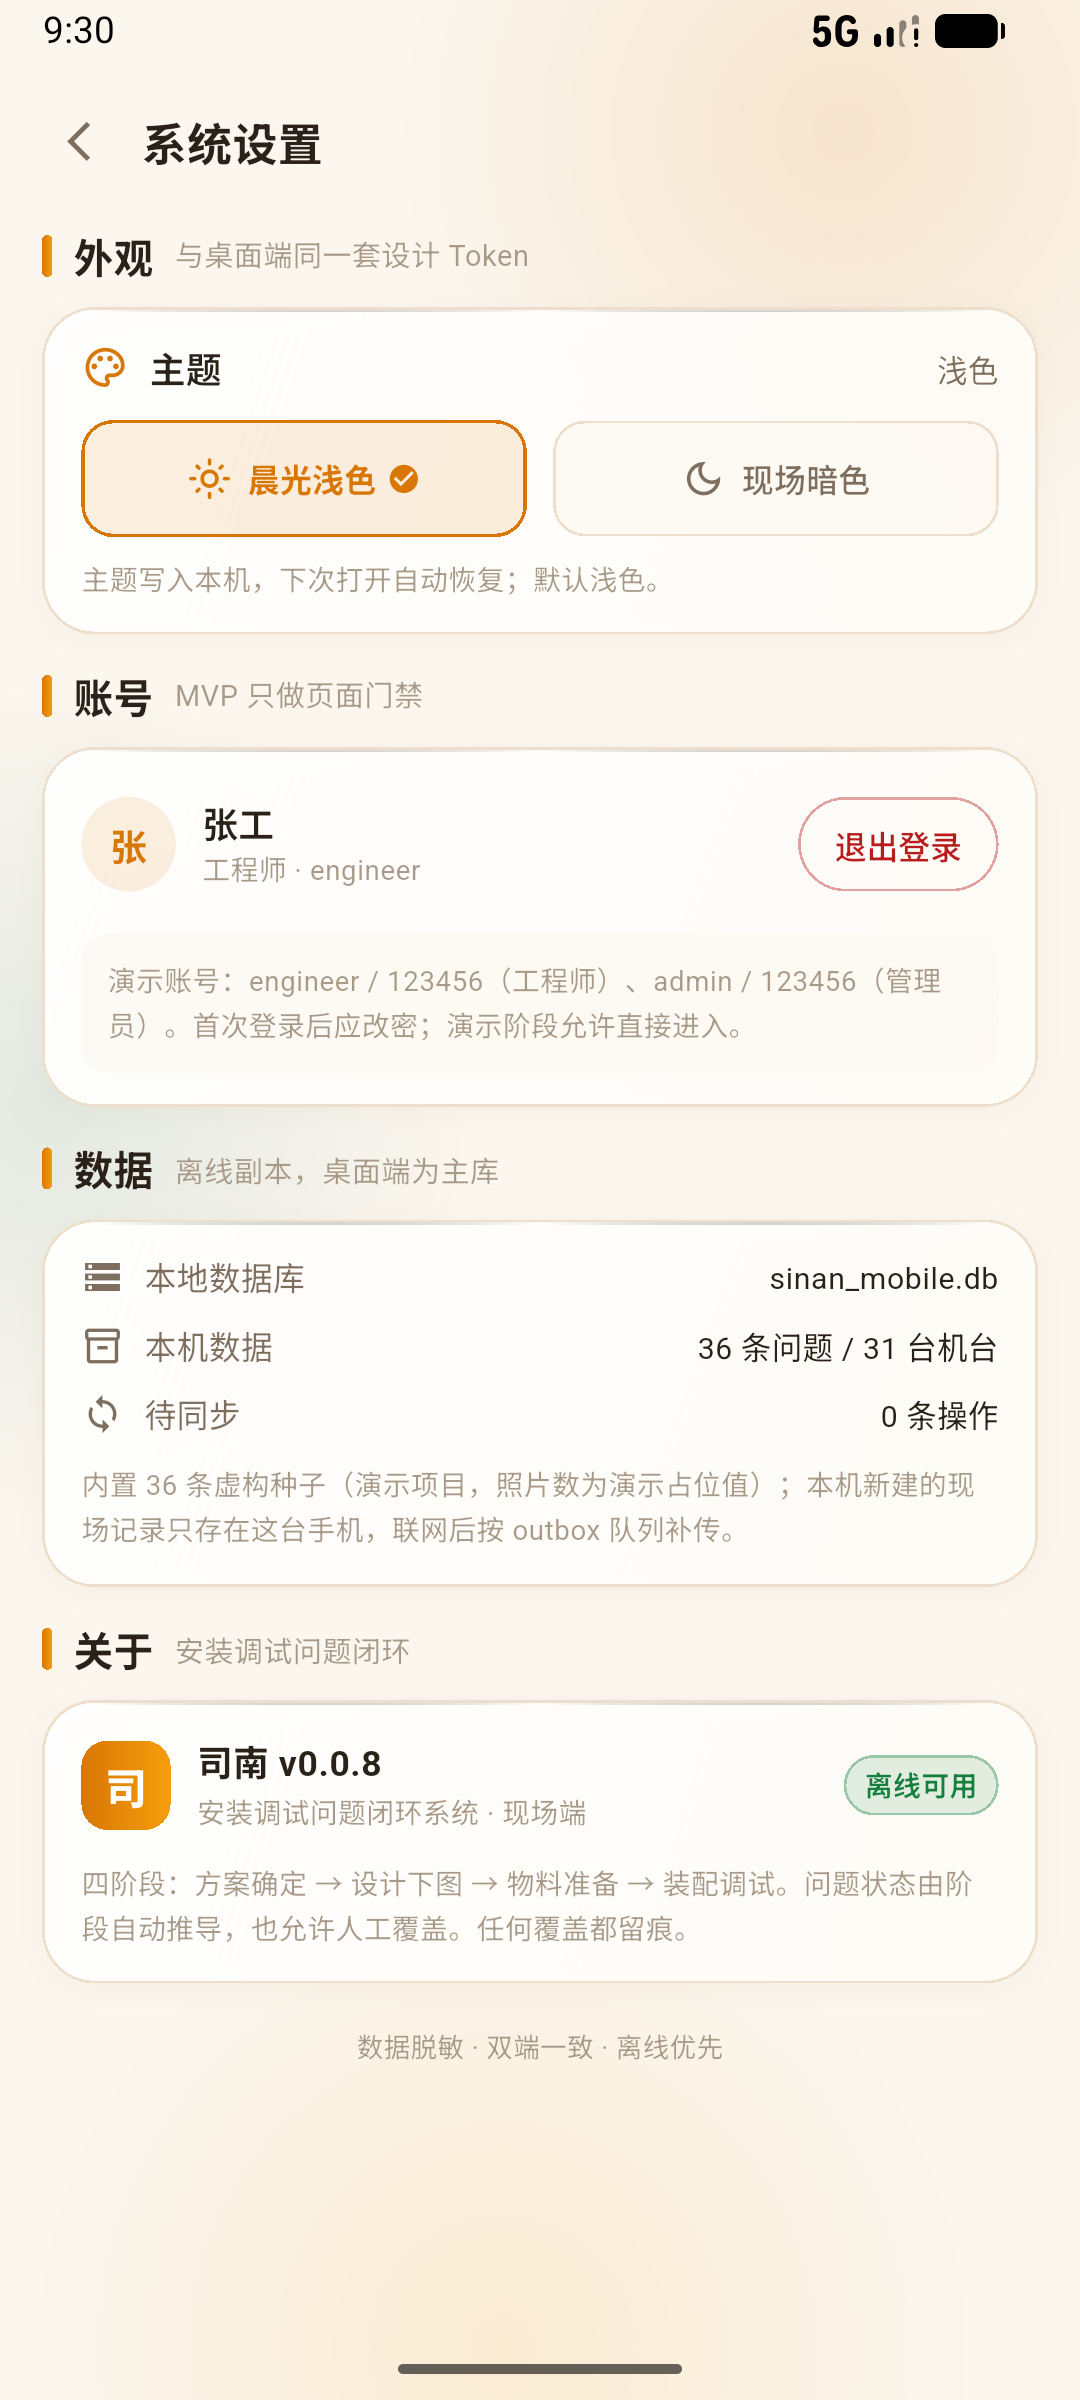 9:30
5G
系统设置
外观 与桌面端同一套设计 Token
主题
浅色
晨光浅色
现场暗色
主题写入本机，下次打开自动恢复；默认浅色。
账号 MVP 只做页面门禁
张
张工
工程师 · engineer
退出登录
演示账号：engineer / 123456（工程师）、admin / 123456（管理
员）。首次登录后应改密；演示阶段允许直接进入。
数据 离线副本，桌面端为主库
本地数据库 sinan_mobile.db
本机数据 36 条问题 / 31 台机台
待同步 0 条操作
内置 36 条虚构种子（演示项目，照片数为演示占位值）；本机新建的现
场记录只存在这台手机，联网后按 outbox 队列补传。
关于 安装调试问题闭环
司
司南 v0.0.8
安装调试问题闭环系统 · 现场端
离线可用
四阶段：方案确定 → 设计下图 → 物料准备 → 装配调试。问题状态由阶
段自动推导，也允许人工覆盖。任何覆盖都留痕。
数据脱敏 · 双端一致 · 离线优先